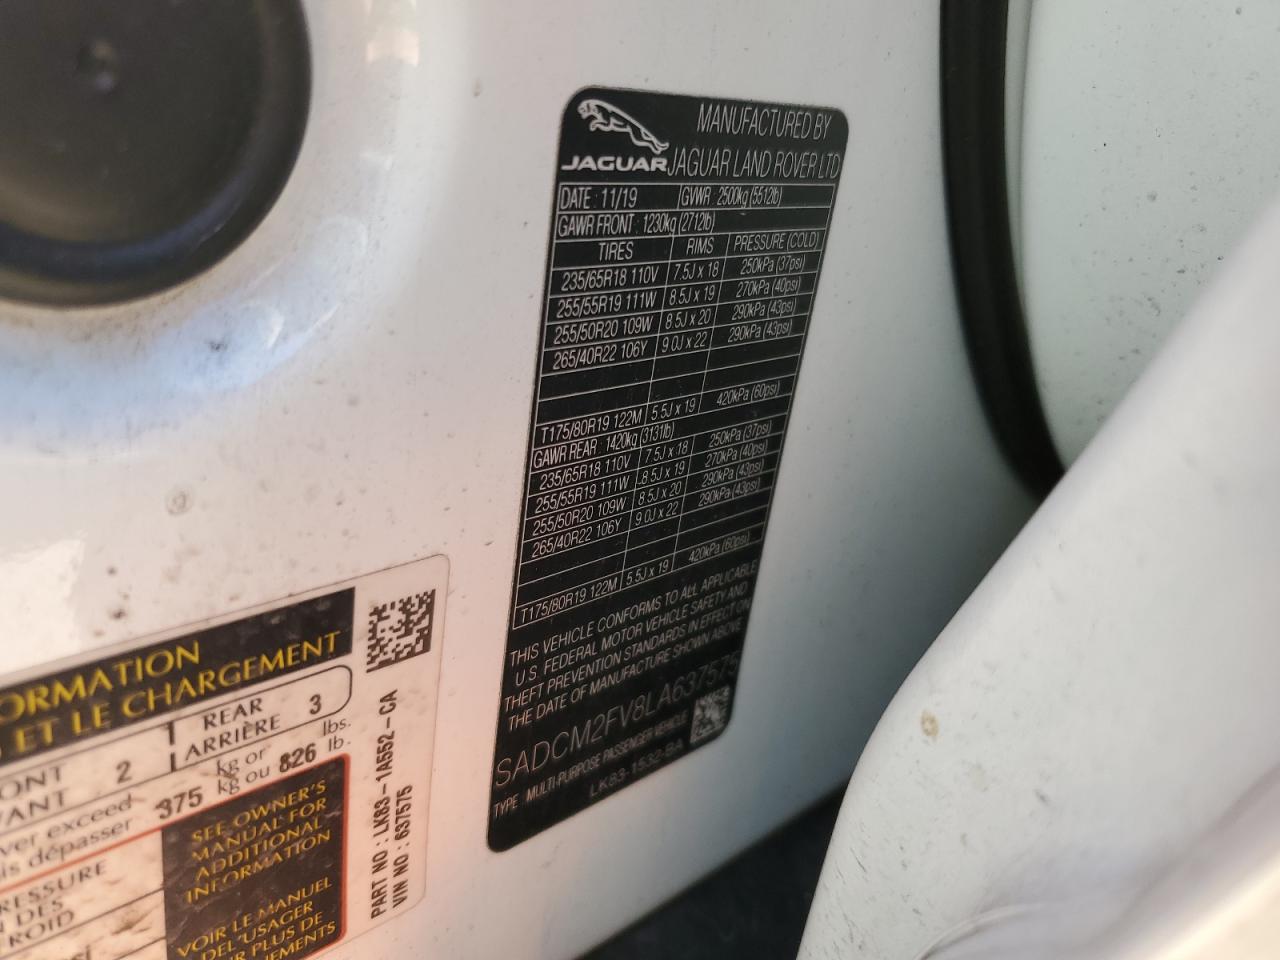 JAGUAR
MANUFACTURED BY
JAGUAR LAND ROVER LTD
DATE : 11/19 GVWR : 2500kg (5512lb)
GAWR FRONT : 1230kg (2712lb)
TIRES RIMS PRESSURE (COLD)
235/65R18 110V 7.5J x 18 250kPa (37psi)
255/55R19 111W 8.5J x 19 270kPa (40psi)
255/50R20 109W 8.5J x 20 290kPa (43psi)
265/40R22 106Y 9.0J x 22 290kPa (43psi)
T175/80R19 122M 5.5J x 19 420kPa (60psi)
GAWR REAR : 1420kg (3131lb)
235/65R18 110V 7.5J x 18 250kPa (37psi)
255/55R19 111W 8.5J x 19 270kPa (40psi)
255/50R20 109W 8.5J x 20 290kPa (43psi)
265/40R22 106Y 9.0J x 22 290kPa (43psi)
T175/80R19 122M 5.5J x 19 420kPa (60psi)
THIS VEHICLE CONFORMS TO ALL APPLICABLE
U.S. FEDERAL MOTOR VEHICLE SAFETY AND
THEFT PREVENTION STANDARDS IN EFFECT ON
THE DATE OF MANUFACTURE SHOWN ABOVE
SADCM2FV8LA637575
TYPE : MULTI-PURPOSE PASSENGER VEHICLE
LK83-1532-BA
ORMATION
ET LE CHARGEMENT
ONT 2 REAR 3
VANT ARRIÈRE
ver exceed 375 kg or 826 lbs.
is dépasser kg ou lb.
RESSURE
N DES
ROID
SEE OWNER'S
MANUAL FOR
ADDITIONAL
INFORMATION
VOIR LE MANUEL
DE L'USAGER
R PLUS DE
EMENTS
PART NO : LK83-1A552-CA
VIN NO : 637575